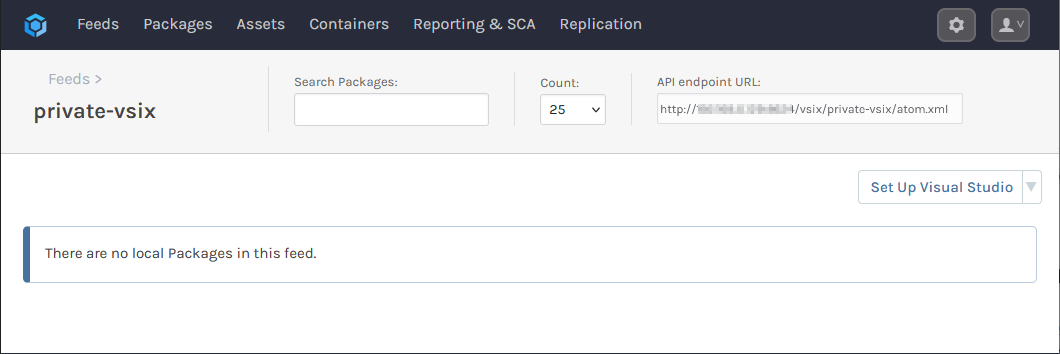 Feeds Packages Assets Containers Reporting & SCA Replication
Feeds >
private-vsix
Search Packages:
Count:
25
API endpoint URL:
http:// /vsix/private-vsix/atom.xml
Set Up Visual Studio
There are no local Packages in this feed.